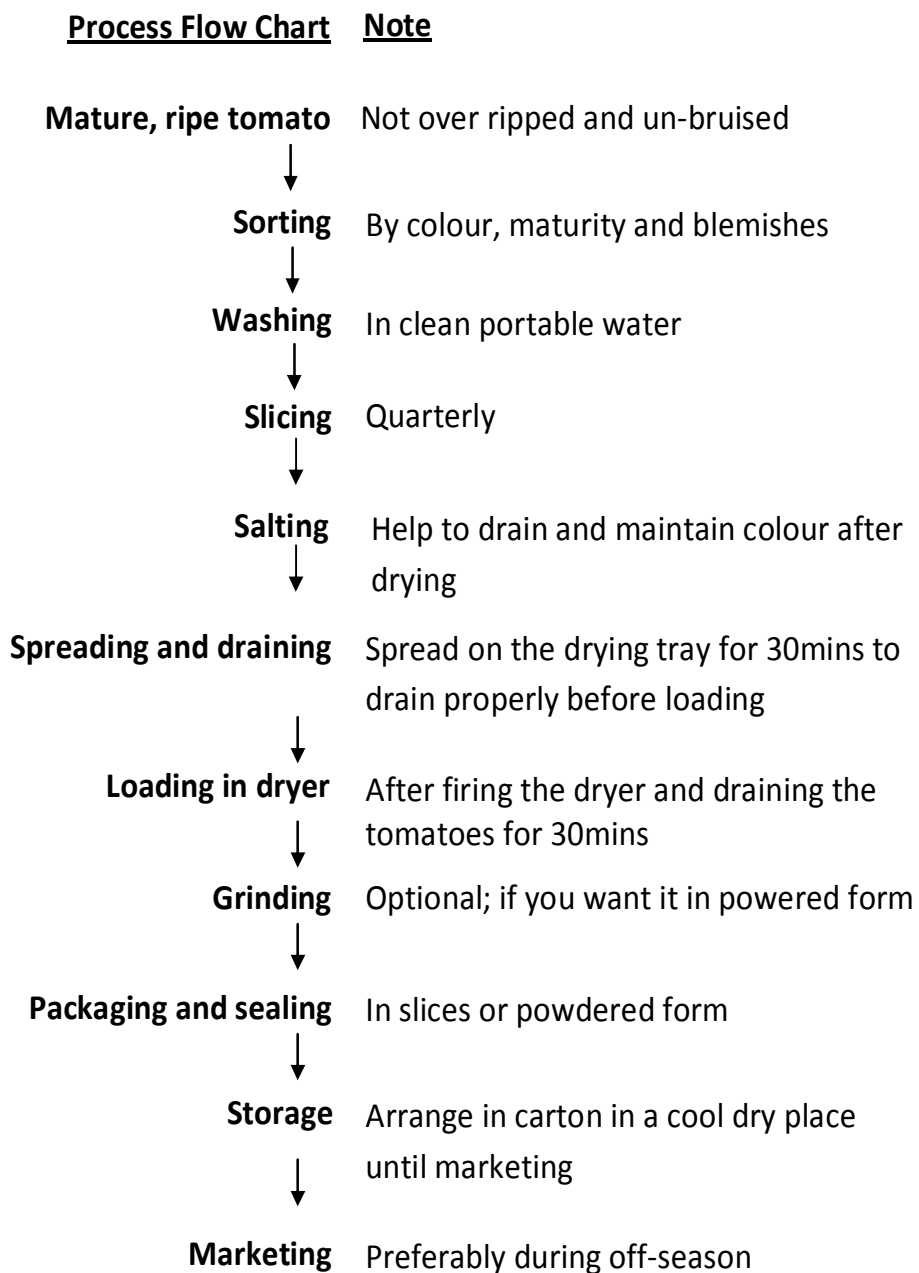 Process Flow Chart Note
Mature, ripe tomato Not over ripped and un-bruised
Sorting By colour, maturity and blemishes
Washing In clean portable water
Slicing Quarterly
Salting Help to drain and maintain colour after
drying
Spreading and draining Spread on the drying tray for 30mins to
drain properly before loading
Loading in dryer After firing the dryer and draining the
tomatoes for 30mins
Grinding Optional; if you want it in powered form
Packaging and sealing In slices or powdered form
Storage Arrange in carton in a cool dry place
until marketing
Marketing Preferably during off-season